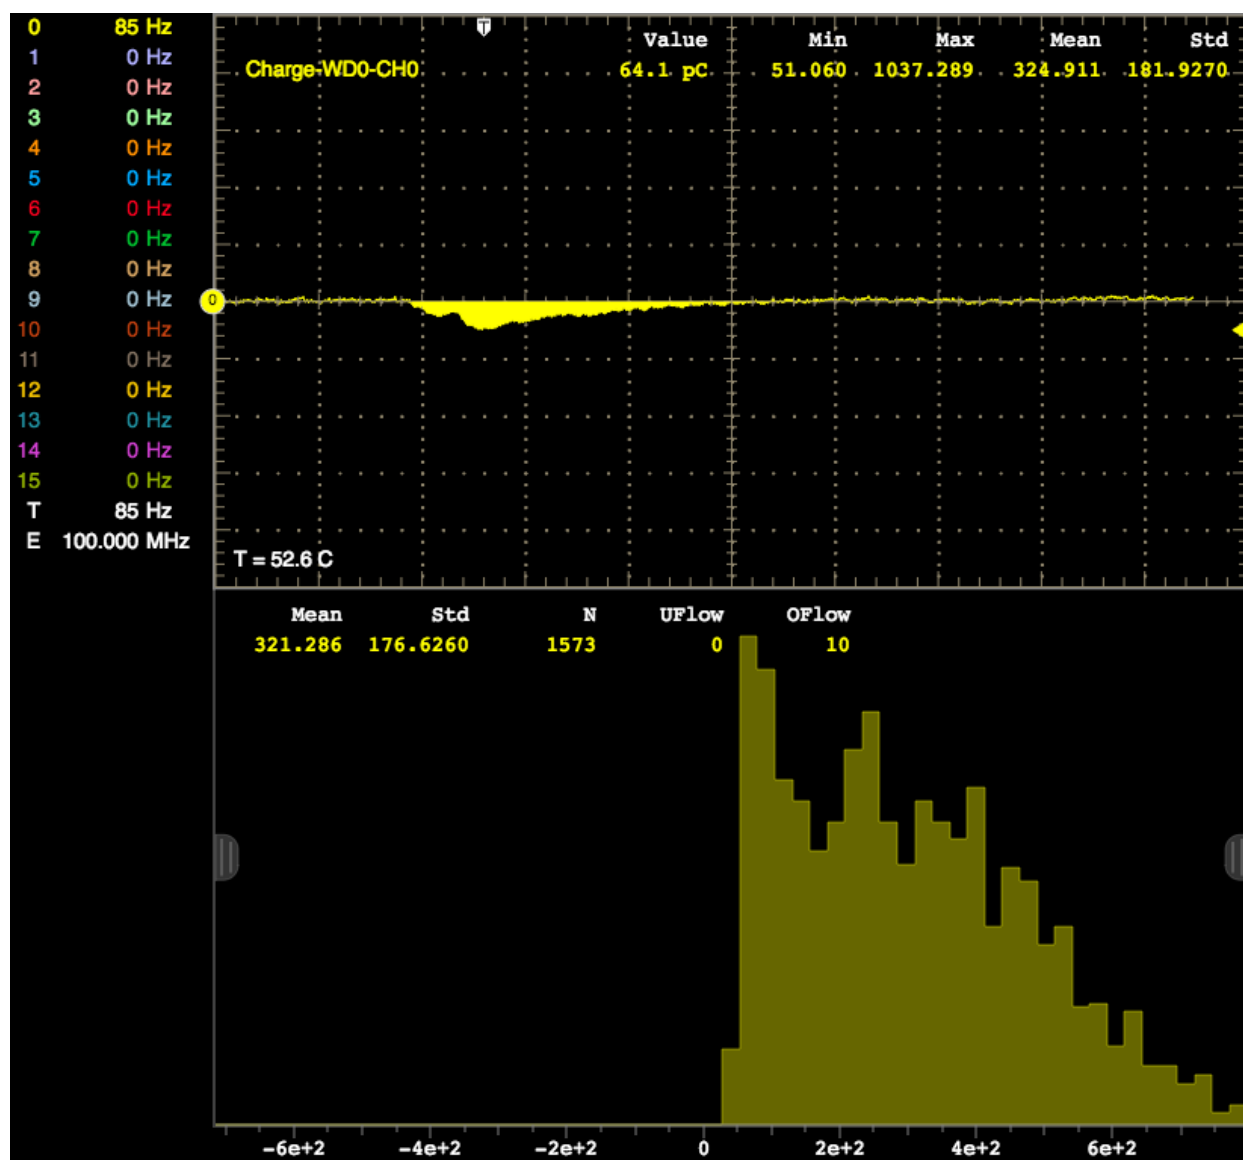 0 85 Hz
1 0 Hz
2 0 Hz
3 0 Hz
4 0 Hz
5 0 Hz
6 0 Hz
7 0 Hz
8 0 Hz
9 0 Hz
10 0 Hz
11 0 Hz
12 0 Hz
13 0 Hz
14 0 Hz
15 0 Hz
T 85 Hz
E 100.000 MHz
T
Value Min Max Mean Std
Charge-WD0-CH0 64.1 pC 51.060 1037.289 324.911 181.9270
0
T = 52.6 C
Mean Std N UFlow OFlow
321.286 176.6260 1573 0 10
-6e+2 -4e+2 -2e+2 0 2e+2 4e+2 6e+2